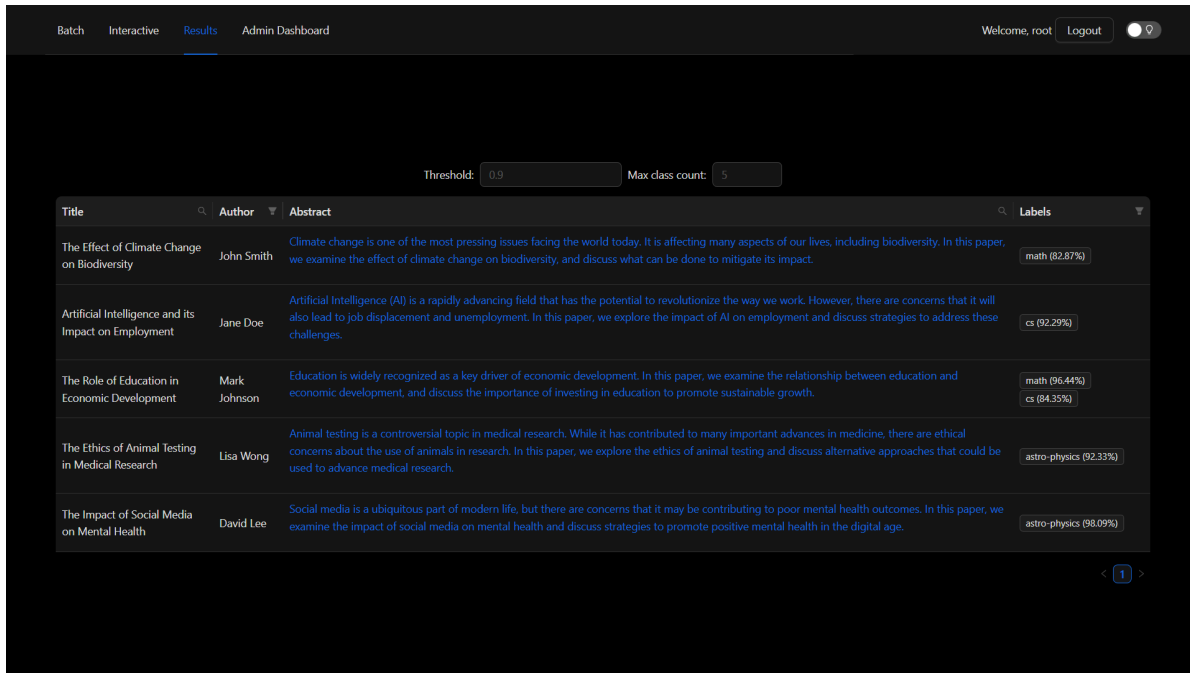 Batch Interactive Results Admin Dashboard Welcome, root Logout
Threshold: 0.9 Max class count: 5
Title Author Abstract Labels
The Effect of Climate Change
on Biodiversity
John Smith
Climate change is one of the most pressing issues facing the world today. It is affecting many aspects of our lives, including biodiversity. In this paper,
we examine the effect of climate change on biodiversity, and discuss what can be done to mitigate its impact.
math (82.87%)
Artificial Intelligence and its
Impact on Employment
Jane Doe
Artificial Intelligence (AI) is a rapidly advancing field that has the potential to revolutionize the way we work. However, there are concerns that it will
also lead to job displacement and unemployment. In this paper, we explore the impact of AI on employment and discuss strategies to address these
challenges.
cs (92.29%)
The Role of Education in
Economic Development
Mark
Johnson
Education is widely recognized as a key driver of economic development. In this paper, we examine the relationship between education and
economic development, and discuss the importance of investing in education to promote sustainable growth.
math (96.44%)
cs (84.35%)
The Ethics of Animal Testing
in Medical Research
Lisa Wong
Animal testing is a controversial topic in medical research. While it has contributed to many important advances in medicine, there are ethical
concerns about the use of animals in research. In this paper, we explore the ethics of animal testing and discuss alternative approaches that could be
used to advance medical research.
astro-physics (92.33%)
The Impact of Social Media
on Mental Health
David Lee
Social media is a ubiquitous part of modern life, but there are concerns that it may be contributing to poor mental health outcomes. In this paper, we
examine the impact of social media on mental health and discuss strategies to promote positive mental health in the digital age.
astro-physics (98.09%)
< 1 >